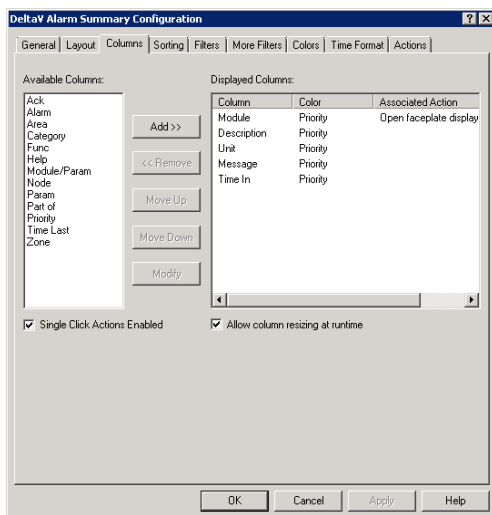 Delta¥ Alarm Summary Configuration
General Layout Columns Sorting Filters More Filters Colors Time Format Actions
Available Columns:
Ack
Alarm
Area
Category
Func
Help
Module/Param
Node
Param
Part of
Priority
Time Last
Zone
Add >>
<< Remove
Move Up
Move Down
Modify
Displayed Columns:
Column Color Associated Action
Module Priority Open faceplate display
Description Priority
Unit Priority
Message Priority
Time In Priority
Single Click Actions Enabled
Allow column resizing at runtime
OK Cancel Apply Help